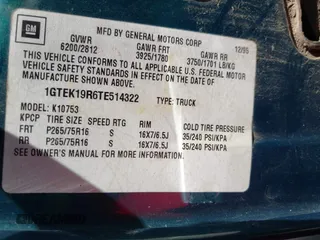 GM
MFD BY GENERAL MOTORS CORP
12/95
GVWR GAWR FRT GAWR RR
6200/2812 3925/1780 3750/1701 LB/KG
THIS VEHICLE CONFORMS TO ALL APPLICABLE U.S. FEDERAL MOTOR
VEHICLE SAFETY STANDARDS IN EFFECT ON THE DATE OF
MANUFACTURE SHOWN ABOVE.
1GTEK19R6TE514322 TYPE: TRUCK
MODEL: K10753
KPCP TIRE SIZE SPEED RTG RIM COLD TIRE PRESSURE
FRT P265/75R16 S 16X7/6.5J 35/240 PSI/KPA
RR P265/75R16 S 16X7/6.5J 35/240 PSI/KPA
SEE OWNER'S MANUAL FOR MORE INFORMATION